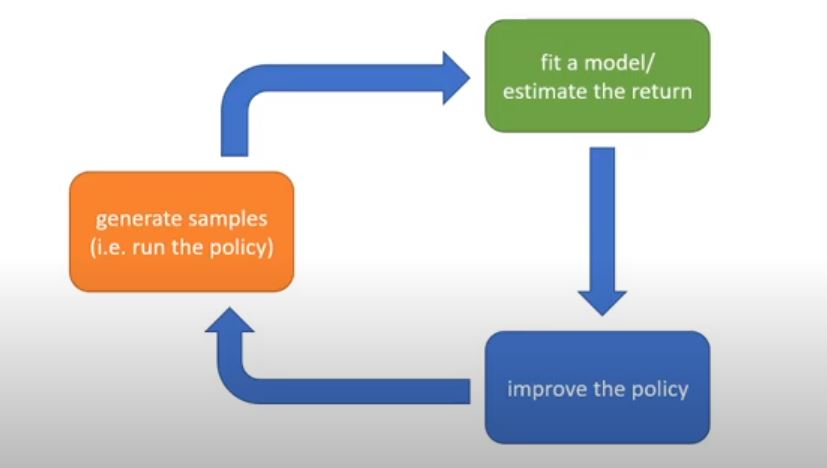 fit a model/
estimate the return
generate samples
(i.e. run the policy)
improve the policy